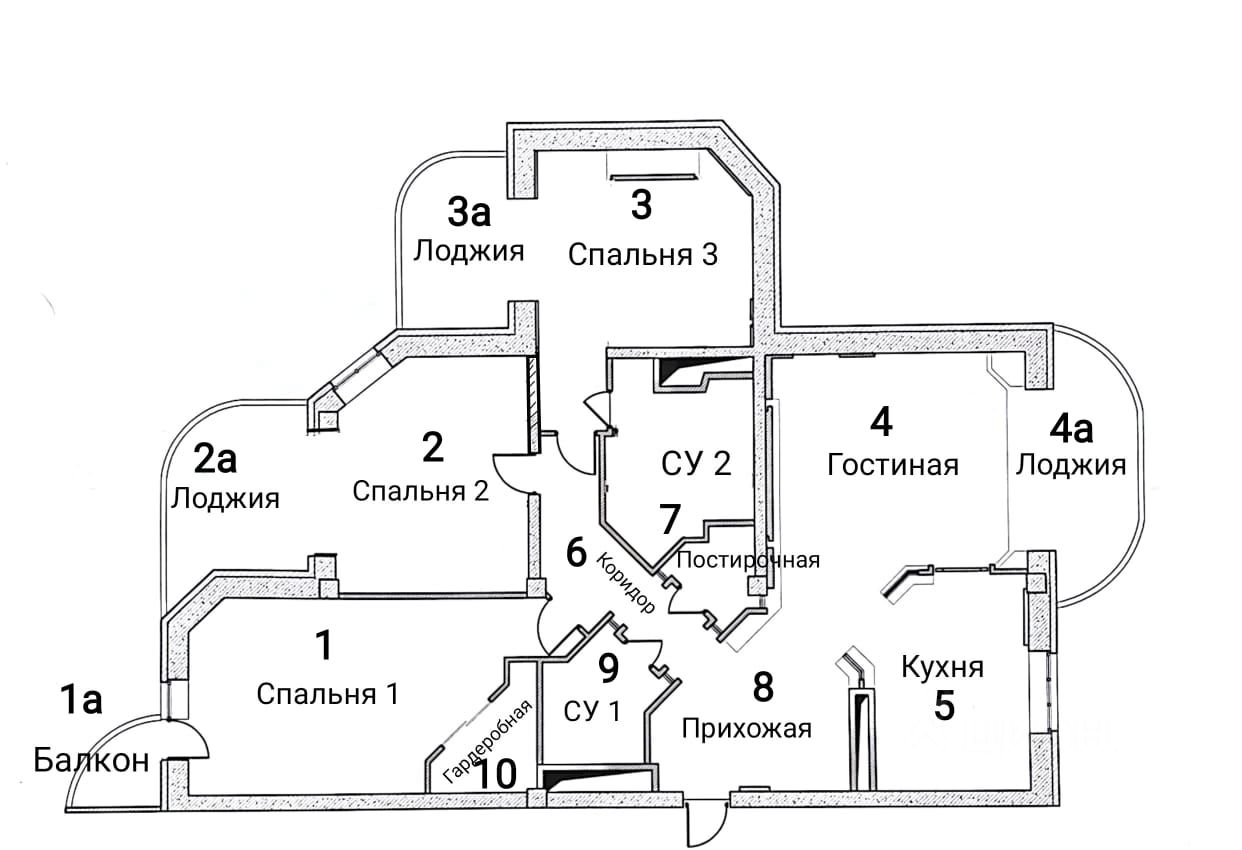 3а
Лоджия
3
Спальня 3
2а
Лоджия
2
Спальня 2
СУ 2
7
4
Гостиная
4а
Лоджия
6
Коридор
Постирочная
1
Спальня 1
1а
Балкон
9
СУ 1
Гардеробная
10
8
Прихожая
Кухня
5